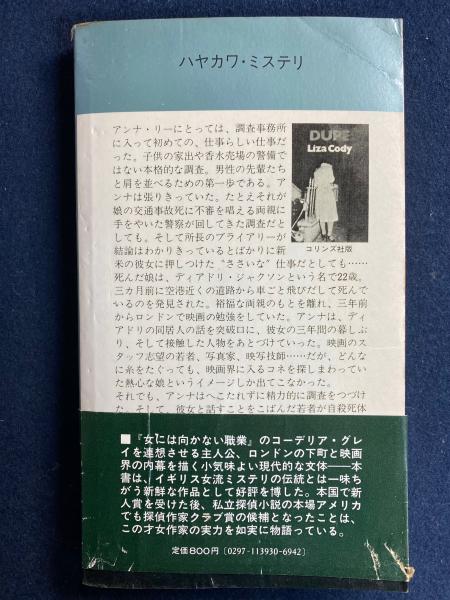 ハヤカワ・ミステリ
アンナ・リーにとっては、調査事務所
に入って初めての、仕事らしい仕事だ
った。子供の家出や香水売場の警備で
はない本格的な調査。男性の先輩たち
と肩を並べるための第一歩である。ア
ンナは張りきっていた。たとえそれが
娘の交通事故死に不審を唱える両親に
手をやいた警察が回してきた調査だと
しても。そして所長のブライアリーが
結論はわかりきっているとばかりに新
米の彼女に押しつけた〝ささいな〟仕事だとしても……
死んだ娘は、ディアドリ・ジャクソンという名で22歳。
三カ月前に空港近くの道路から車ごと飛びだして死んで
いるのを発見された。裕福な両親のもとを離れ、三年前
からロンドンで映画の勉強をしていた。アンナは、ディ
アドリの同居人の話を突破口に、彼女の三年間の暮しぶ
り、そして接触した人物をあとづけていった。映画のス
タッフ志望の若者、写真家、映写技師……だが、どんな
に糸をたぐっても、映画界に入るコネを探しまわってい
た熱心な娘というイメージしか出てこなかった。
それでも、アンナはへこたれずに精力的に調査をつづけ
た。そして、彼女と話すことをこばんだ若者が自殺死体
DUPE
Liza Cody
コリンズ社版
■『女には向かない職業』のコーデリア・グレ
イを連想させる主人公、ロンドンの下町と映画
界の内幕を描く小気味よい現代的な文体――本
書は、イギリス女流ミステリの伝統とは一味ち
がう新鮮な作品として好評を博した。本国で新
人賞を受けた後、私立探偵小説の本場アメリカ
でも探偵作家クラブ賞の候補となったことは、
この才女作家の実力を如実に物語っている。
定価800円〔0297-113930-6942〕